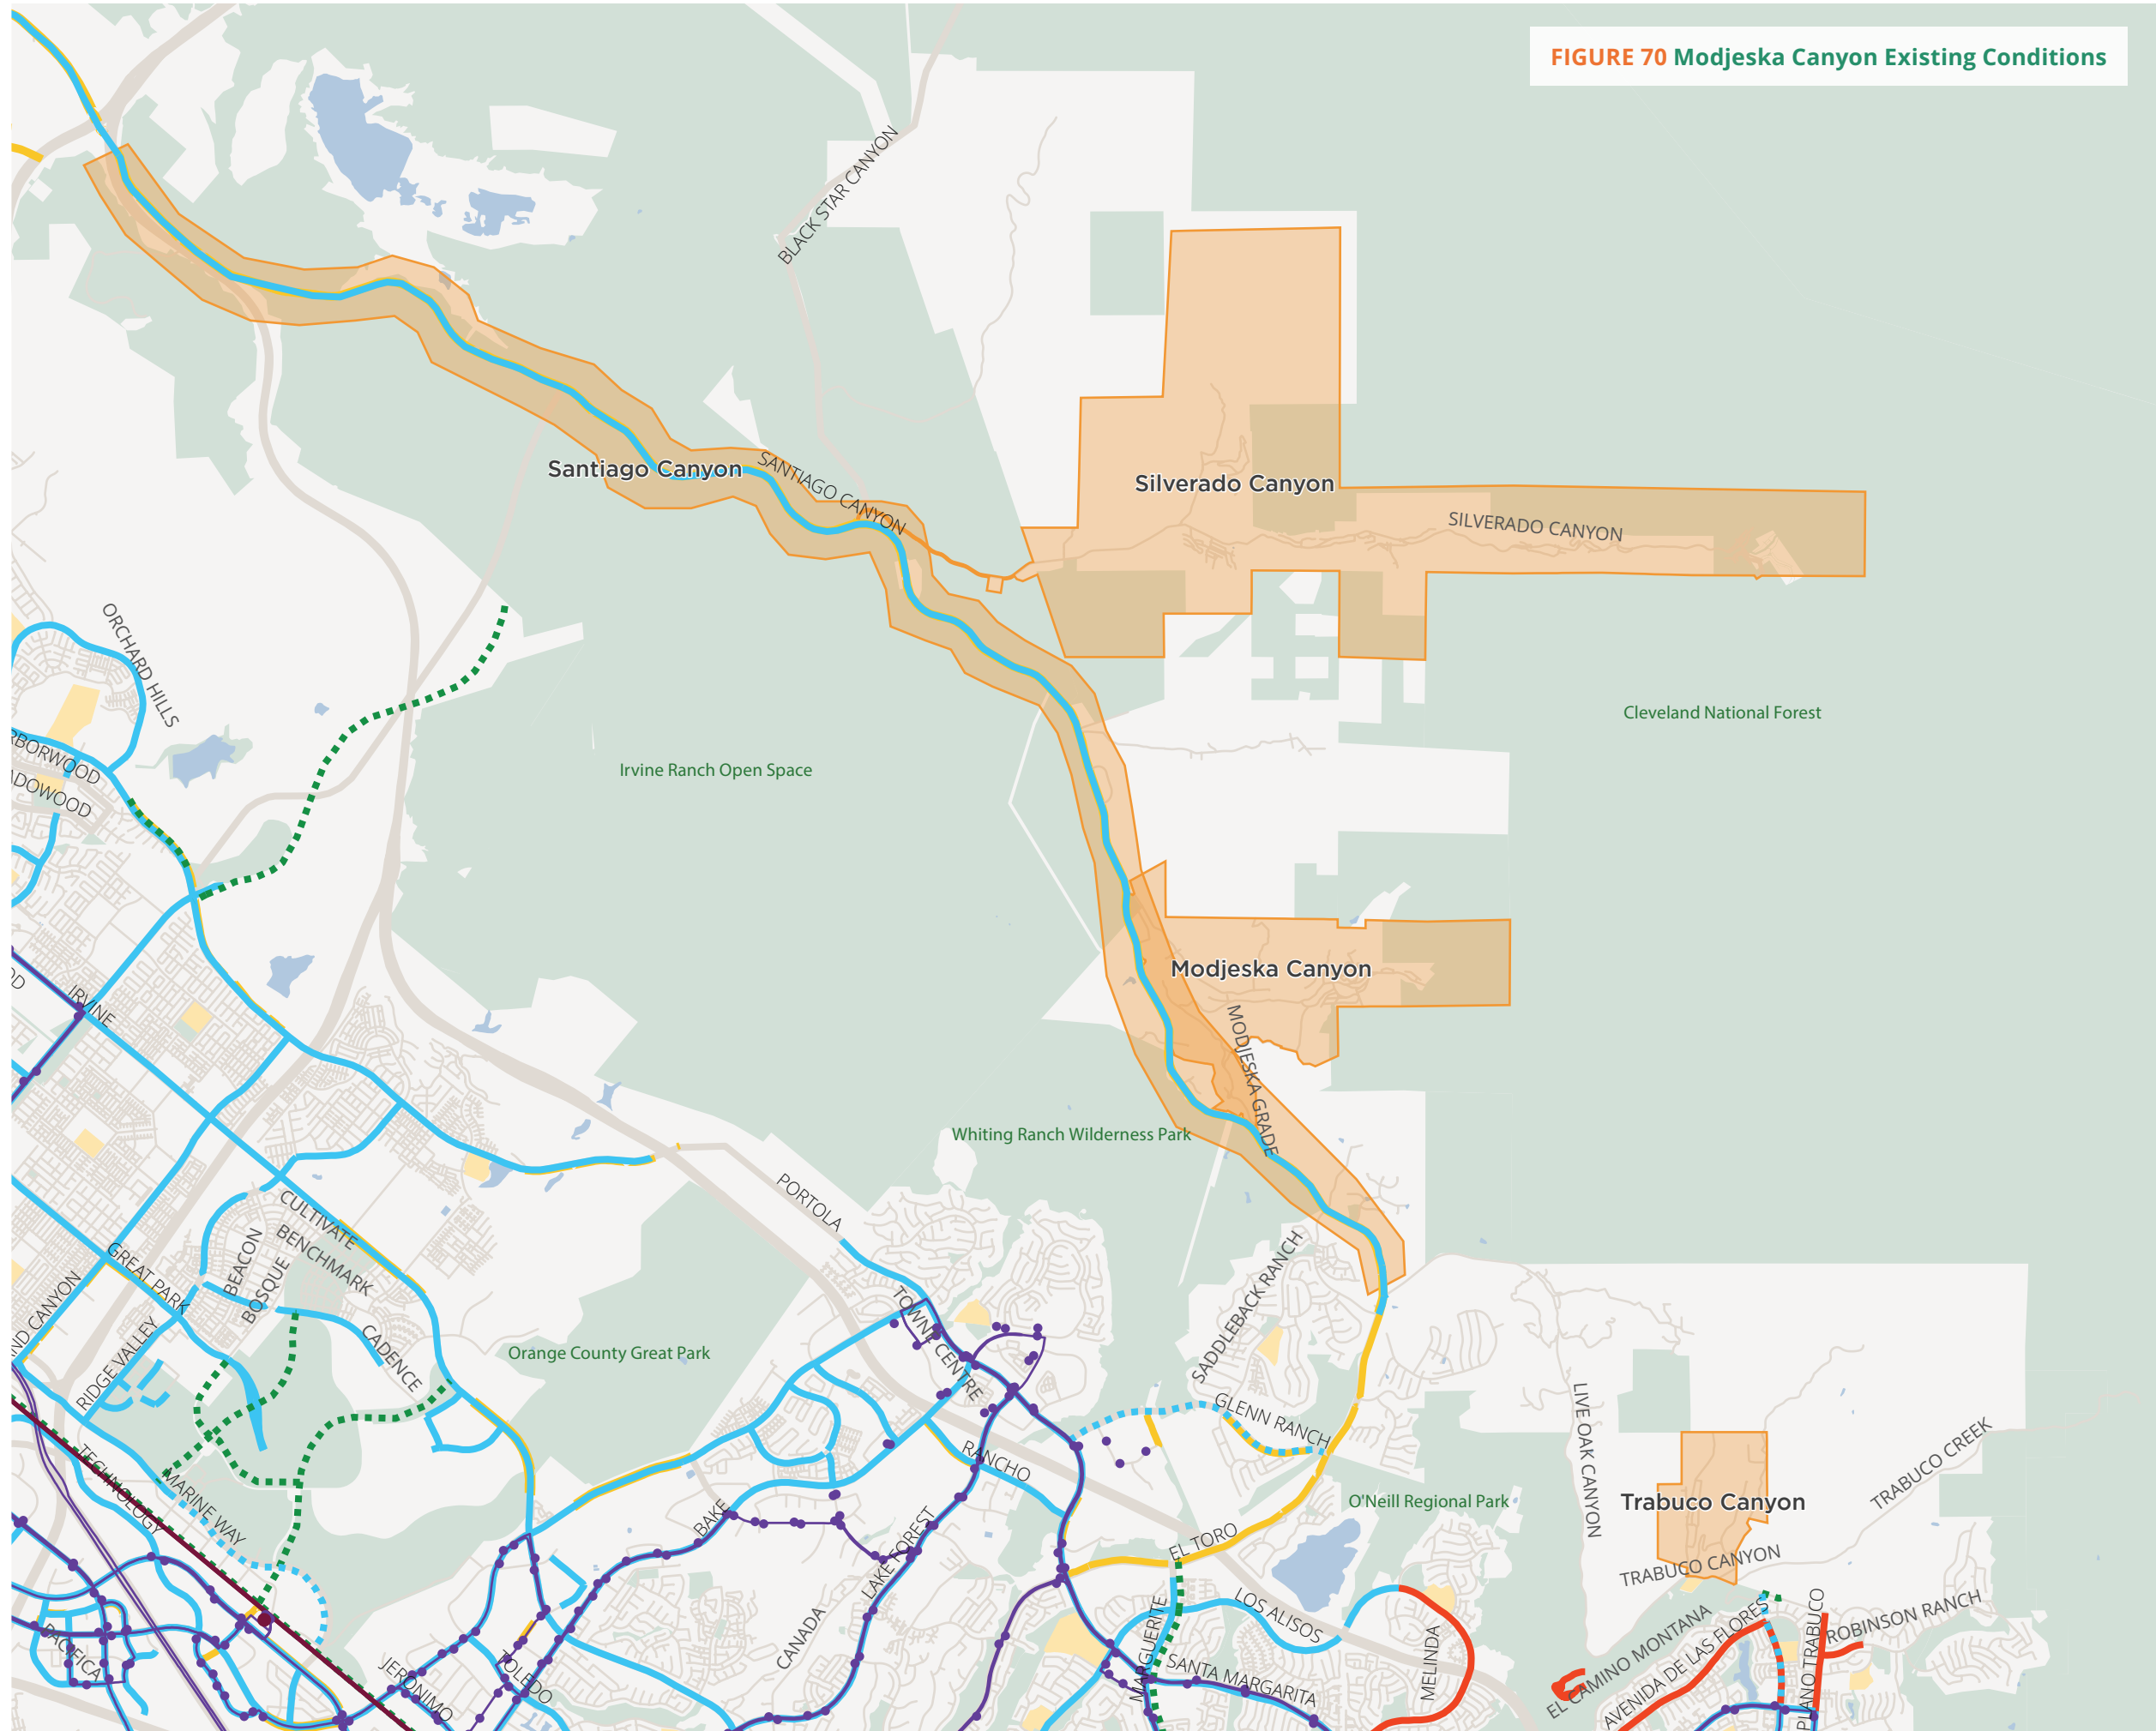 FIGURE 70 Modjeska Canyon Existing Conditions
BLACK STAR CANYON
Santiago Canyon
SANTIAGO CANYON
Silverado Canyon
SILVERADO CANYON
ORCHARD HILLS
Cleveland National Forest
RBORWOOD
Irvine Ranch Open Space
DOWOOD
Modjeska Canyon
IRVINE
MODJESKA GRADE
Whiting Ranch Wilderness Park
PORTOLA
CULTIVATE
BENCHMARK
BEACON
BOSQUE
GREAT PARK
ND CANYON
RIDGE VALLEY
CADENCE
Orange County Great Park
TOWNE CENTRE
SADDLEBACK RANCH
GLENN RANCH
RANCHO
LIVE OAK CANYON
TRABUCO CREEK
Trabuco Canyon
O'Neill Regional Park
TECHNOLOGY
MARINE WAY
BAKE
LAKE FOREST
EL TORO
TRABUCO CANYON
LOS ALISOS
MARGUERITE
CANADA
PACIFICA
JERONIMO
TOLEDO
SANTA MARGARITA
MELINDA
EL CAMINO MONTANA
AVENIDA DE LAS FLORES
PLANO TRABUCO
ROBINSON RANCH